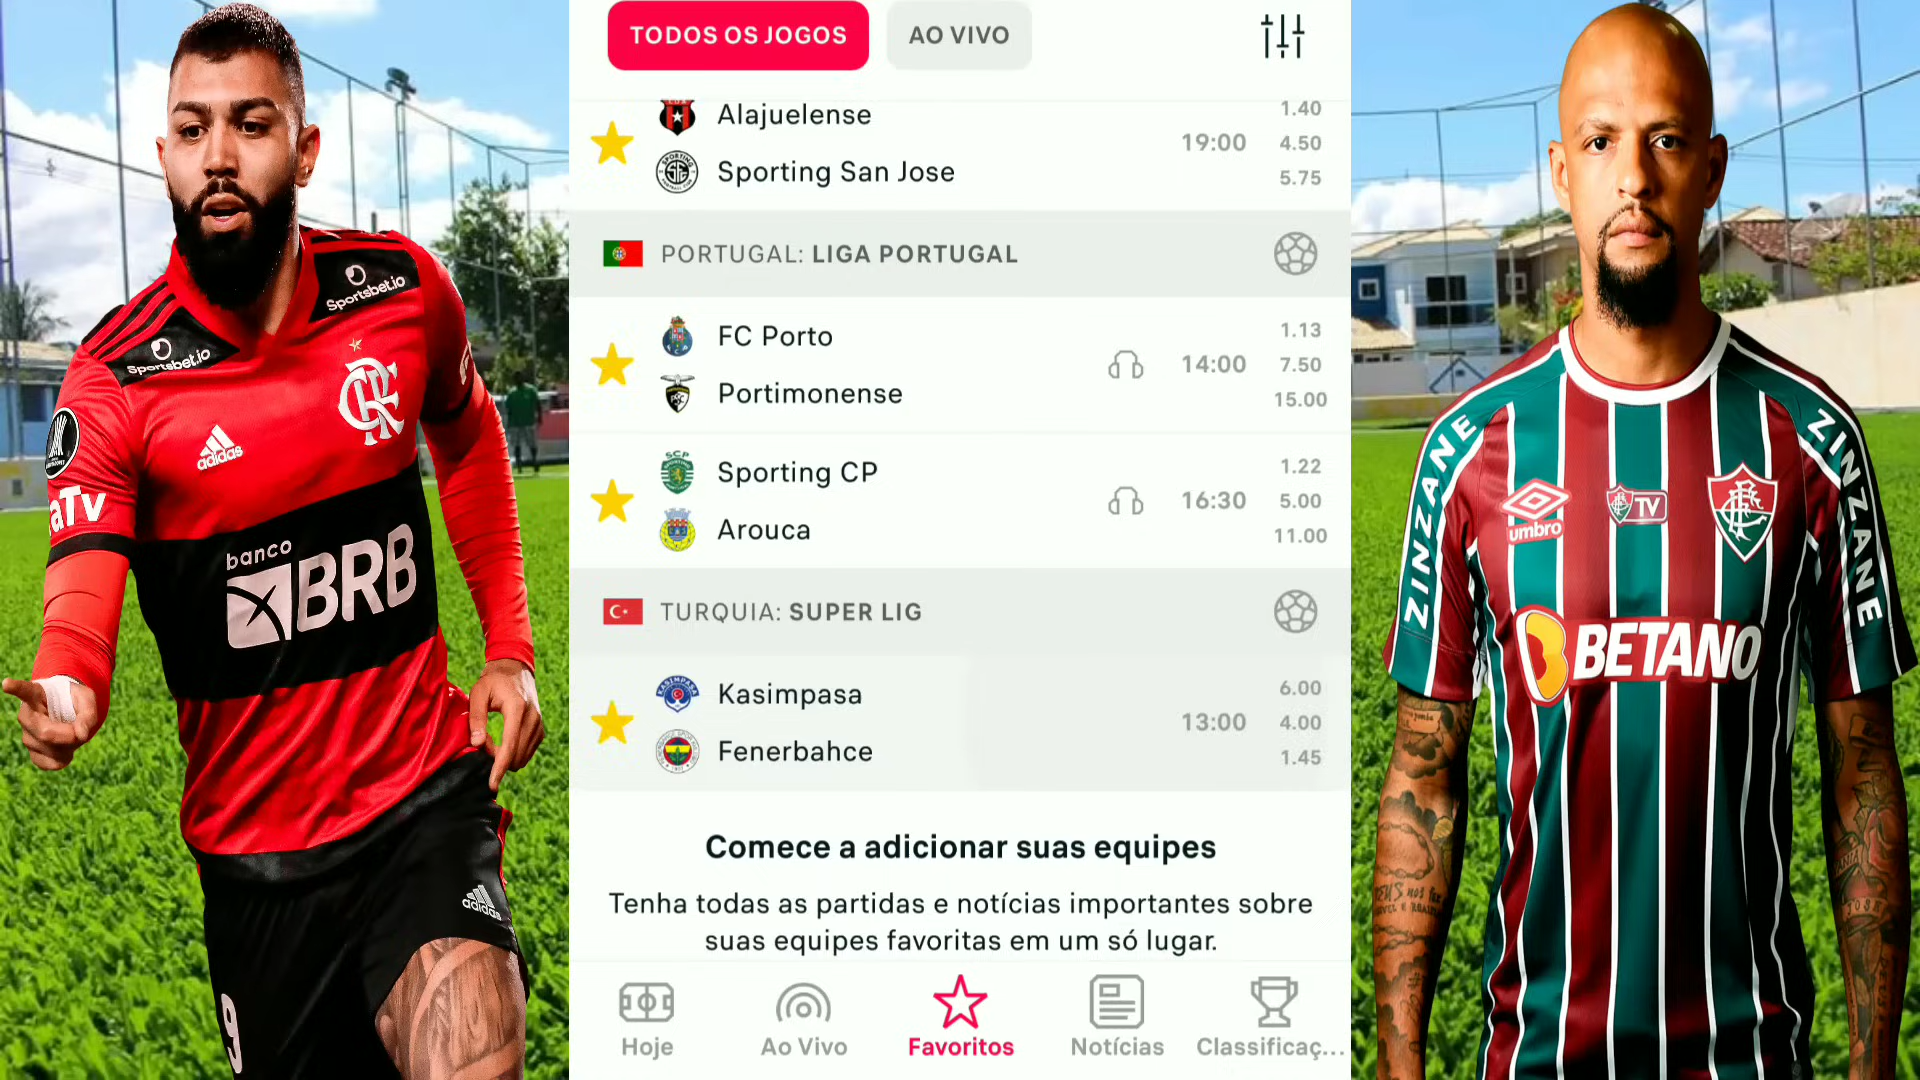 TODOS OS JOGOS
AO VIVO
Alajuelense
Sporting San Jose
19:00
1.40
4.50
5.75
PORTUGAL: LIGA PORTUGAL
FC Porto
Portimonense
14:00
1.13
7.50
15.00
Sporting CP
Arouca
16:30
1.22
5.00
11.00
TURQUIA: SUPER LIG
Kasimpasa
Fenerbahce
13:00
6.00
4.00
1.45
Comece a adicionar suas equipes
Tenha todas as partidas e notícias importantes sobre
suas equipes favoritas em um só lugar.
Hoje
Ao Vivo
Favoritos
Notícias
Classificaç...
Sportsbet.io
Sportsbet.io
adidas
aTv
banco
BRB
adidas
9
ZINZANE
ZINZANE
umbro
TV
BETANO